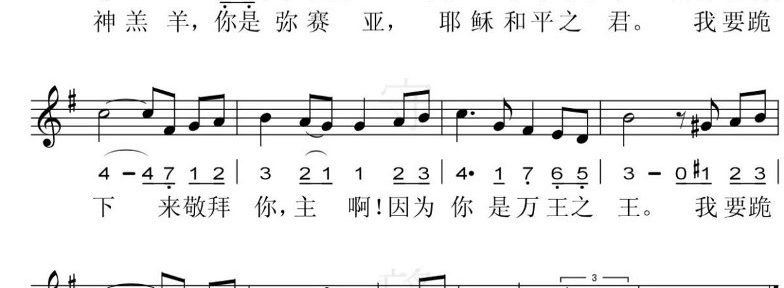 神羔羊，你是弥赛亚，耶稣和平之君。我要跪
4 – 4 7 1 2 3 2 1 1 2 3 4· 1 7 6 5 3 – 0 #1 2 3
下来敬拜你，主啊！因为你是万王之王。我要跪
3